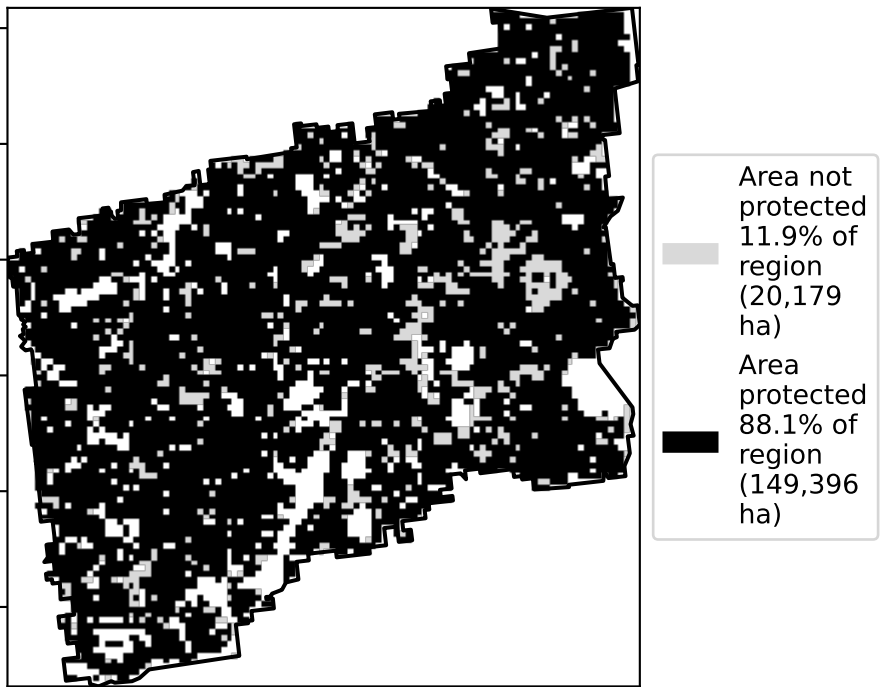 Area not
protected
11.9% of
region
(20,179
ha)
Area
protected
88.1% of
region
(149,396
ha)